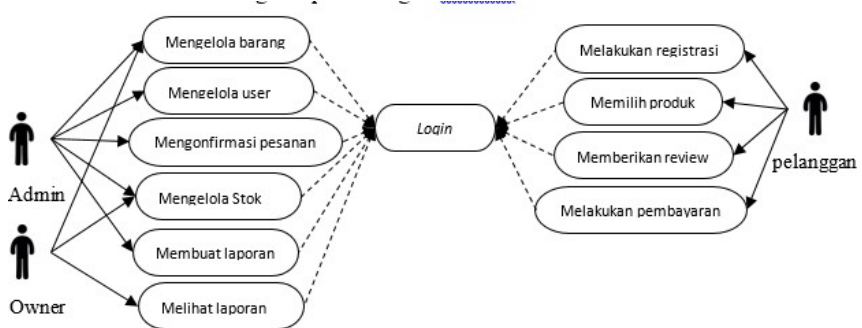 Mengelola barang
Mengelola user
Mengonfirmasi pesanan
Mengelola Stok
Membuat laporan
Melihat laporan
Admin
Owner
Login
Melakukan registrasi
Memilih produk
Memberikan review
Melakukan pembayaran
pelanggan